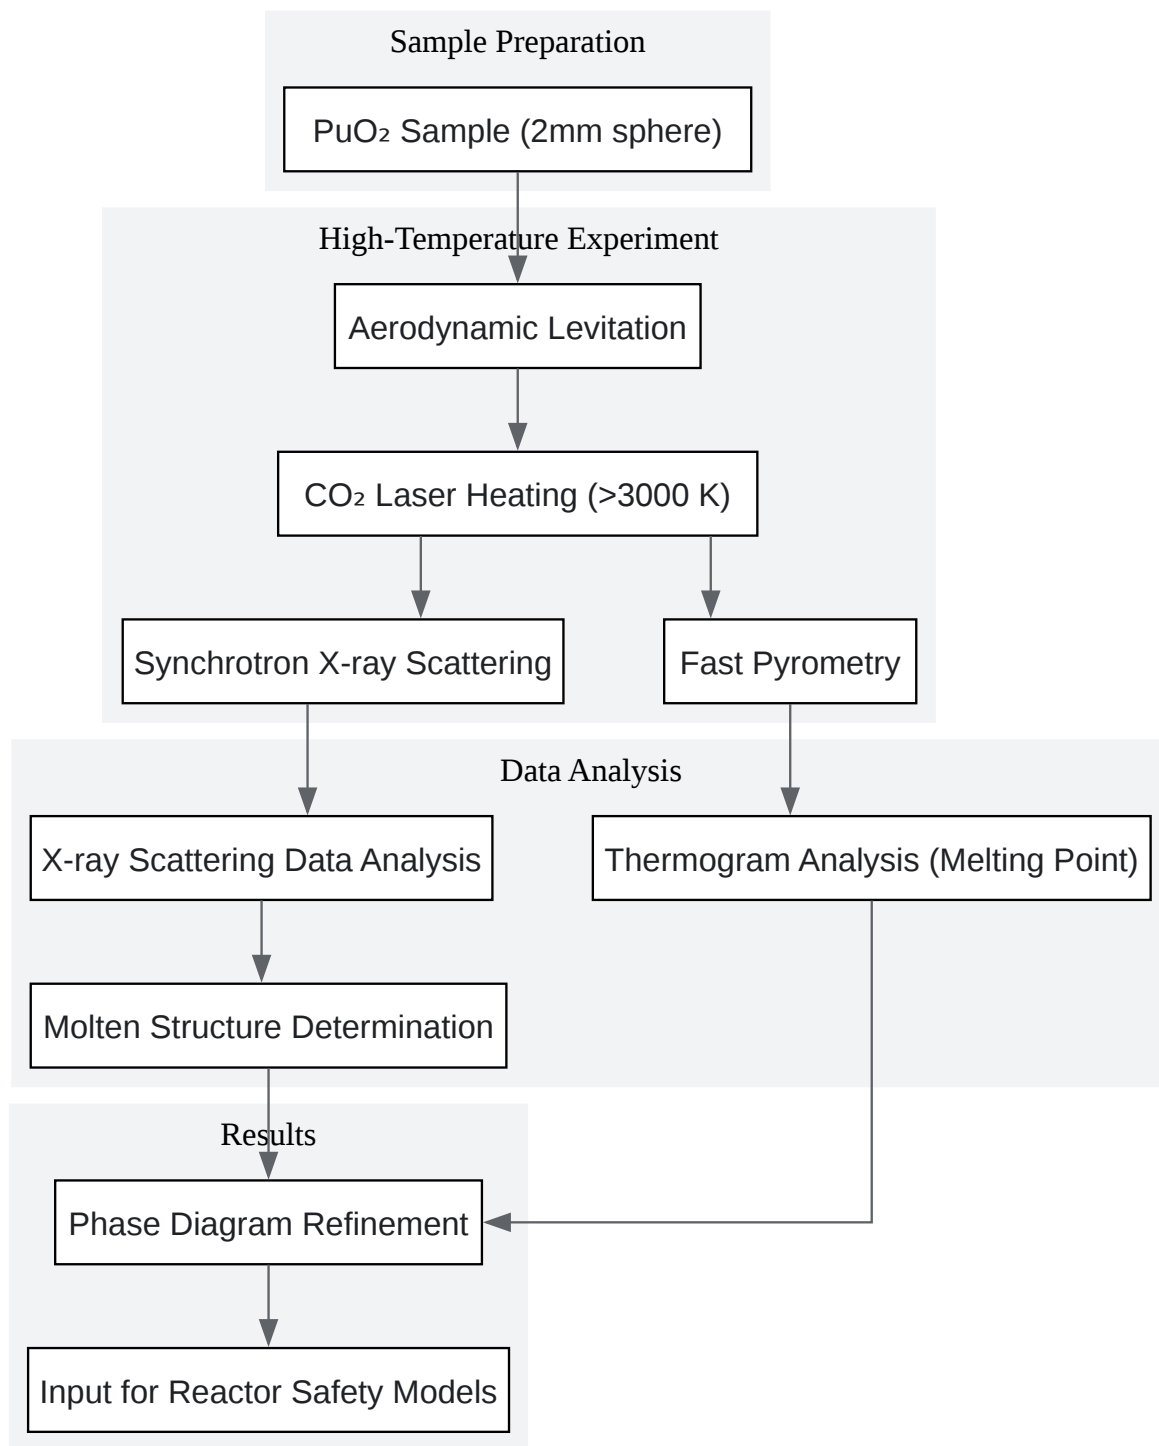 Sample Preparation
PuO₂ Sample (2mm sphere)
High-Temperature Experiment
Aerodynamic Levitation
CO₂ Laser Heating (>3000 K)
Synchrotron X-ray Scattering
Fast Pyrometry
Data Analysis
X-ray Scattering Data Analysis
Thermogram Analysis (Melting Point)
Molten Structure Determination
Results
Phase Diagram Refinement
Input for Reactor Safety Models